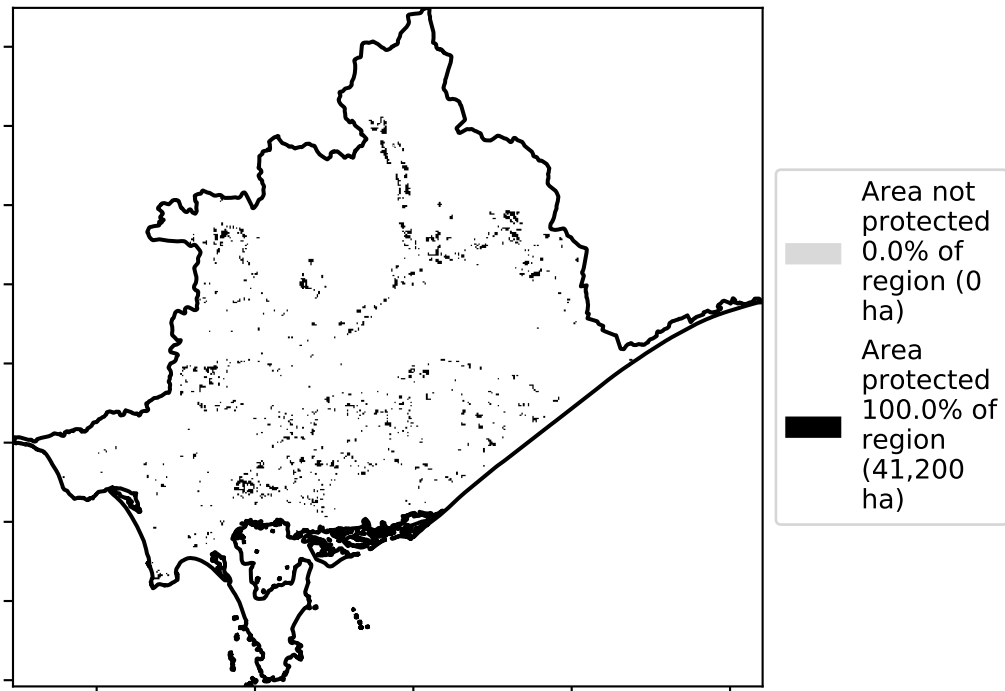 Area not
protected
0.0% of
region (0
ha)
Area
protected
100.0% of
region
(41,200
ha)